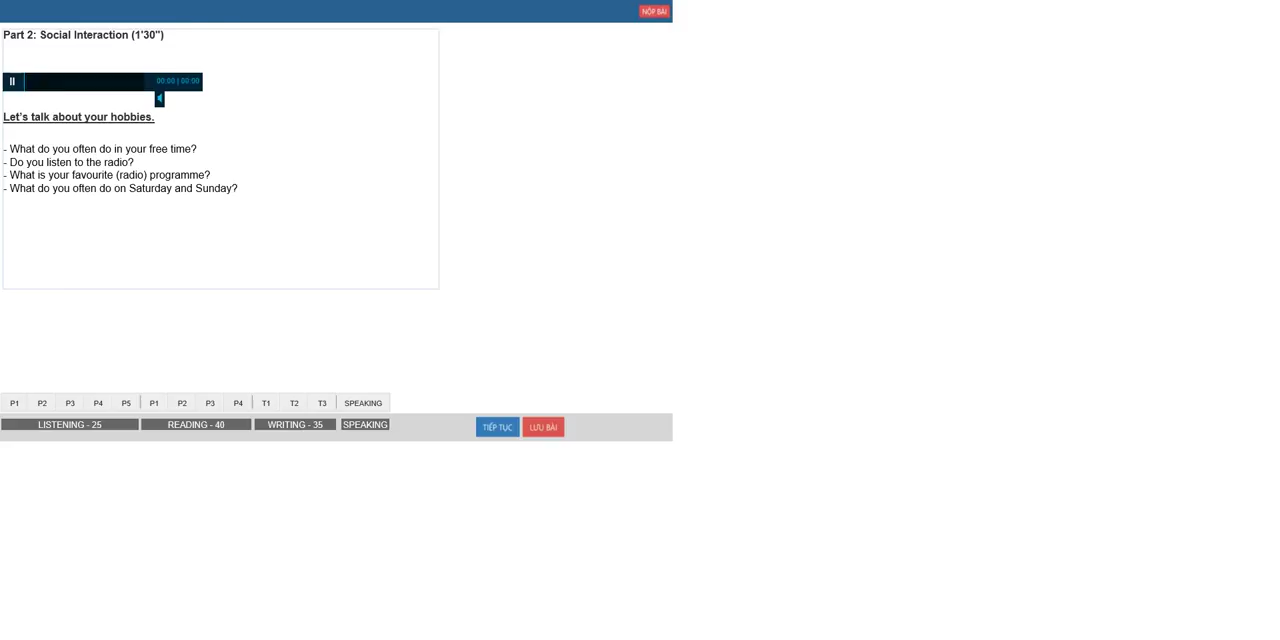 NỘP BÀI
Part 2: Social Interaction (1'30")
00:00 | 00:00
Let's talk about your hobbies.
- What do you often do in your free time?
- Do you listen to the radio?
- What is your favourite (radio) programme?
- What do you often do on Saturday and Sunday?
P1 P2 P3 P4 P5 P1 P2 P3 P4 T1 T2 T3 SPEAKING
LISTENING - 25 READING - 40 WRITING - 35 SPEAKING TIẾP TỤC LƯU BÀI